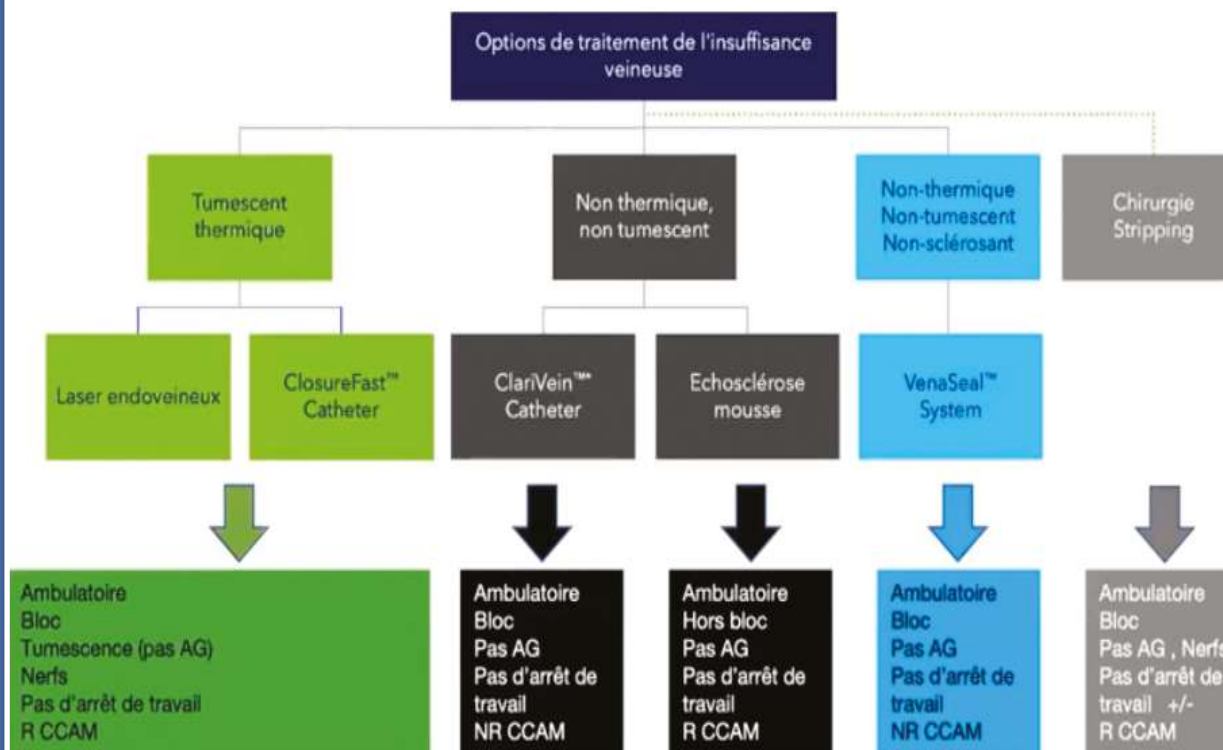 Options de traitement de l'insuffisance
veineuse
Tumescent
thermique
Non thermique,
non tumescent
Non-thermique
Non-tumescent
Non-sclérosant
Chirurgie
Stripping
Laser endoveineux
ClosureFast™
Catheter
ClariVein™*
Catheter
Echosclérose
mousse
VenaSeal™
System
Ambulatoire
Bloc
Tumescence (pas AG)
Nerfs
Pas d'arrêt de travail
R CCAM
Ambulatoire
Bloc
Pas AG
Pas d'arrêt de
travail
NR CCAM
Ambulatoire
Hors bloc
Pas AG
Pas d'arrêt de
travail
R CCAM
Ambulatoire
Bloc
Pas AG
Pas d'arrêt de
travail
NR CCAM
Ambulatoire
Bloc
Pas AG , Nerfs
Pas d'arrêt de
travail +/-
R CCAM